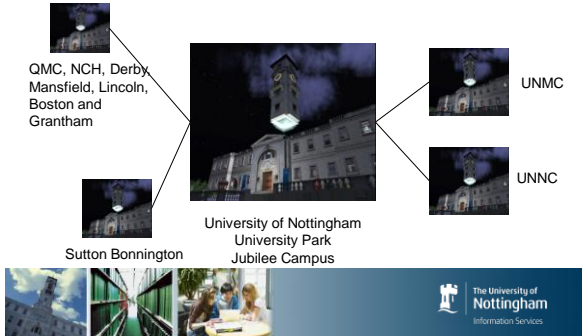 QMC, NCH, Derby,
Mansfield, Lincoln,
Boston and
Grantham
UNMC
UNNC
University of Nottingham
University Park
Jubilee Campus
Sutton Bonnington
The University of
Nottingham
Information Services